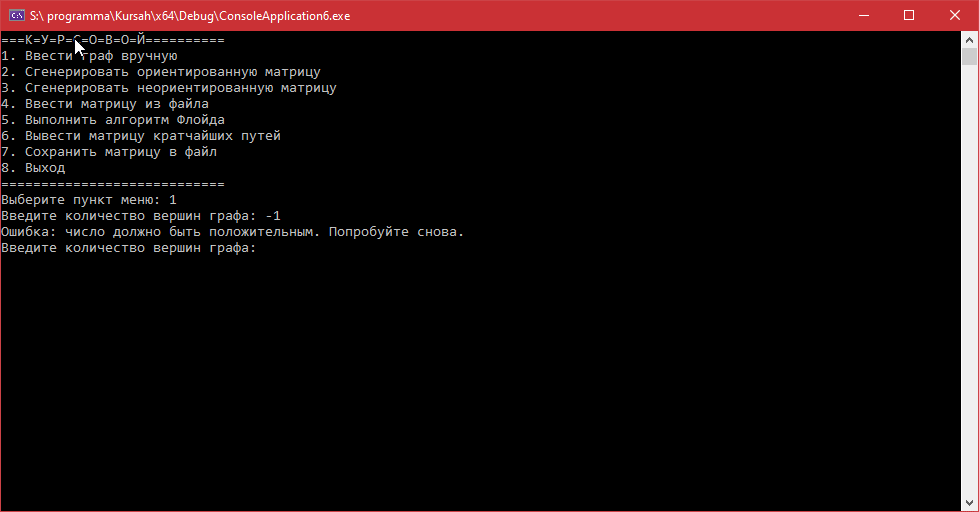 S:\ programma\Kursah\x64\Debug\ConsoleApplication6.exe
===К=У=Р=С=О=В=О=Й==========
1. Ввести граф вручную
2. Сгенерировать ориентированную матрицу
3. Сгенерировать неориентированную матрицу
4. Ввести матрицу из файла
5. Выполнить алгоритм Флойда
6. Вывести матрицу кратчайших путей
7. Сохранить матрицу в файл
8. Выход
============================
Выберите пункт меню: 1
Введите количество вершин графа: -1
Ошибка: число должно быть положительным. Попробуйте снова.
Введите количество вершин графа: